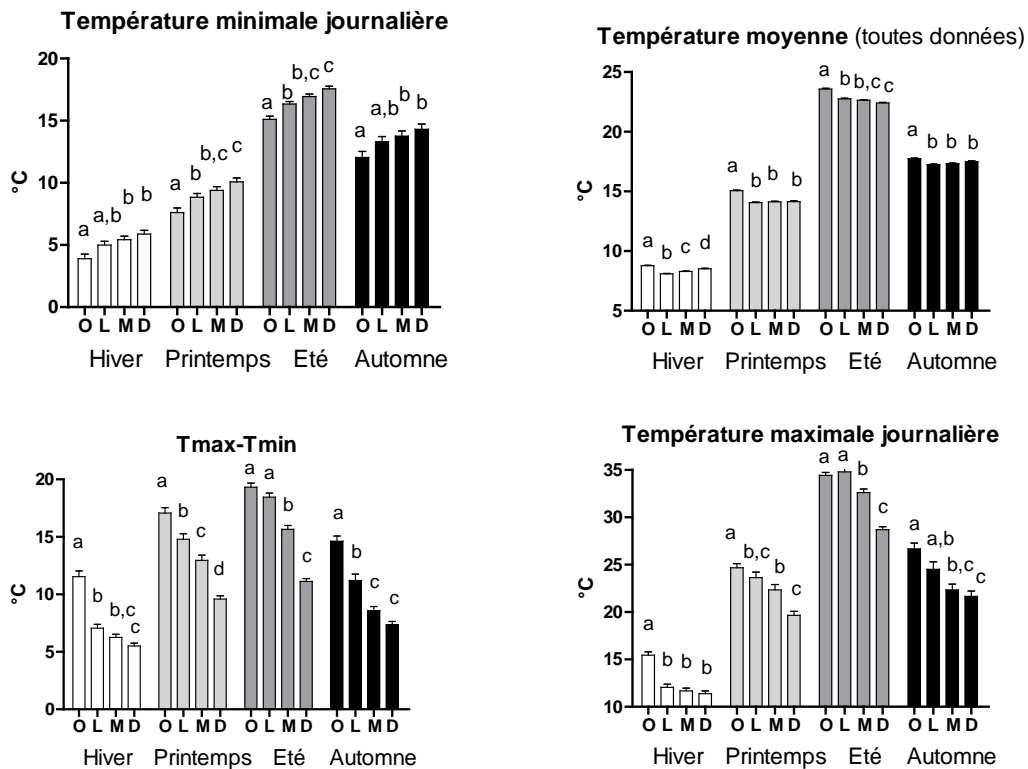 Température minimale journalière
20
15
10
5
0
°C
a a,b b b
a b b,c c
a b b,c c
a a,b b b
O L M D O L M D O L M D O L M D
Hiver Printemps Eté Automne
Température moyenne (toutes données)
25
20
15
10
5
°C
a b c d
a b b b
a b b,c c
a b b b
O L M D O L M D O L M D O L M D
Hiver Printemps Eté Automne
Tmax-Tmin
20
15
10
5
0
°C
a b b,c c
a b c d
a a b c
a b c c
O L M D O L M D O L M D O L M D
Hiver Printemps Eté Automne
Température maximale journalière
35
30
25
20
15
10
°C
a b b b
a b,c b c
a a b c
a a,b b,c c
O L M D O L M D O L M D O L M D
Hiver Printemps Eté Automne